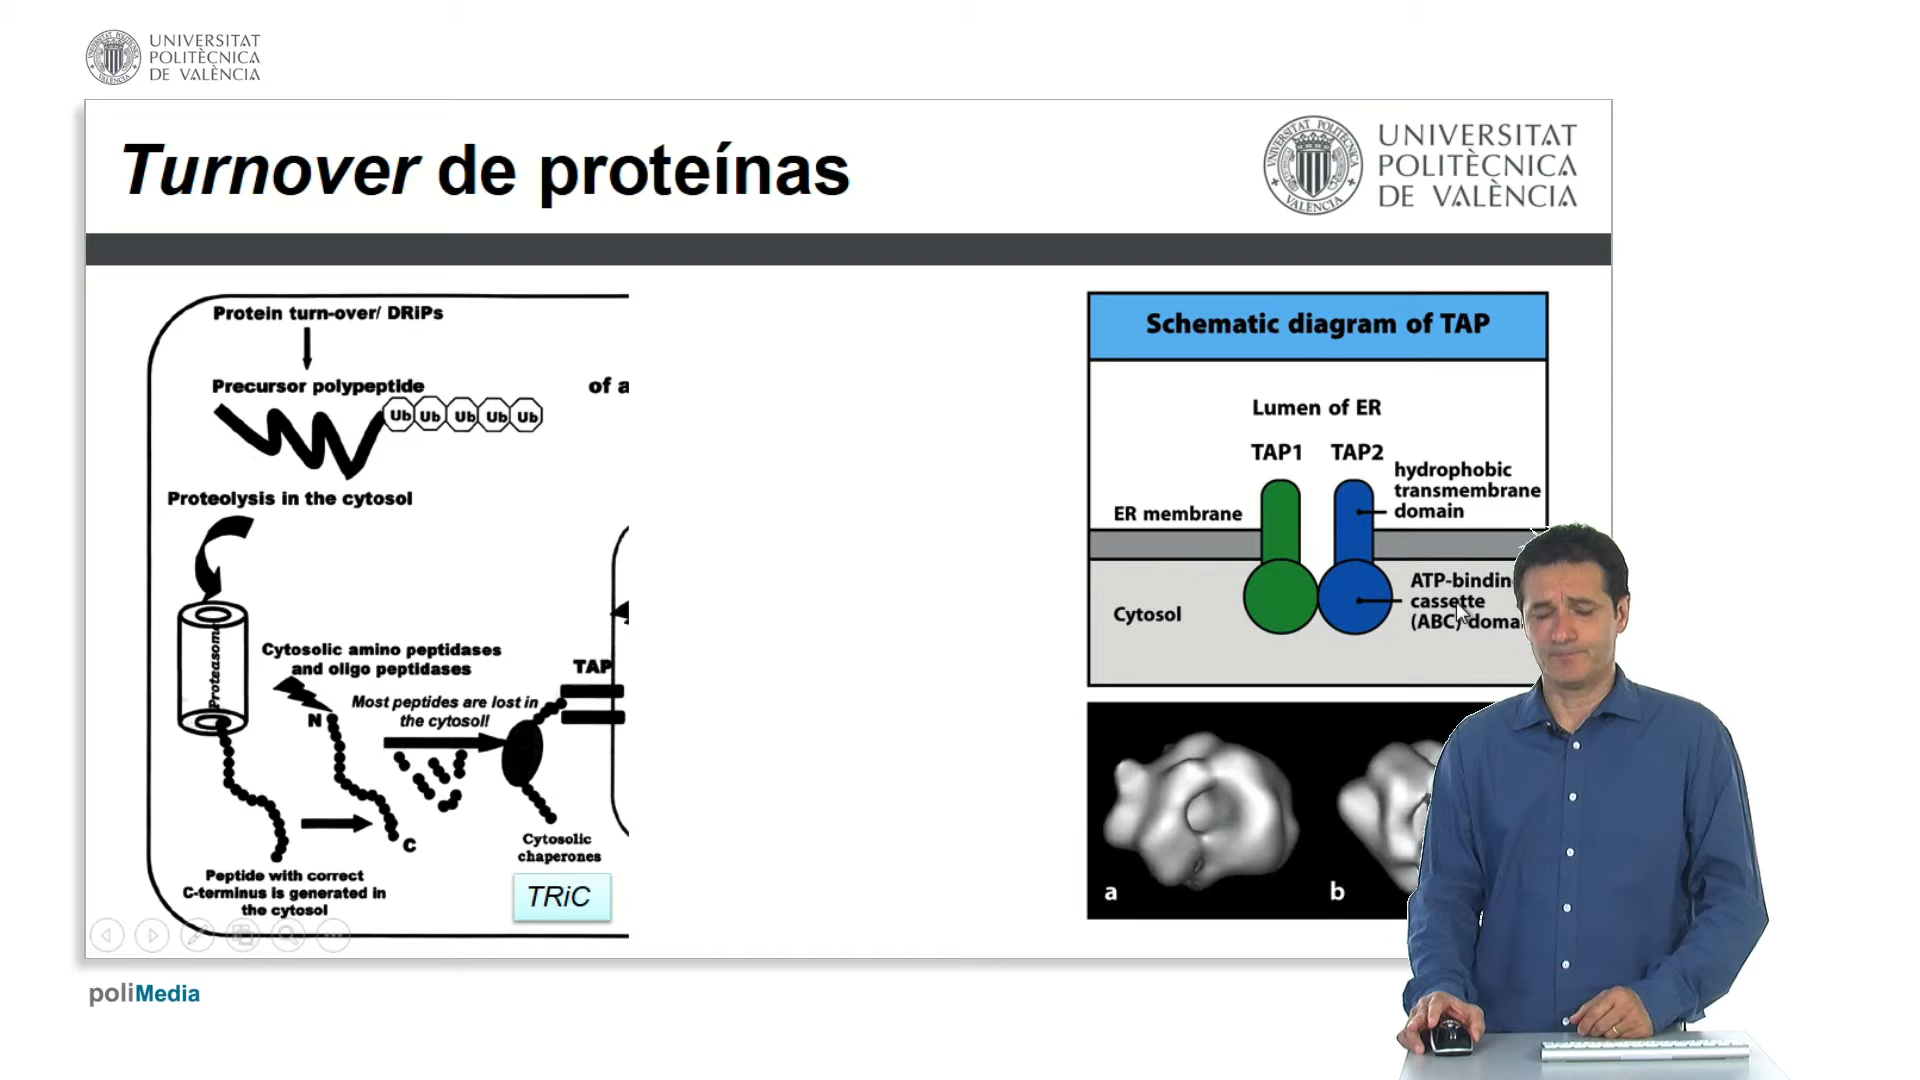 UNIVERSITAT
POLITÈCNICA
DE VALÈNCIA
Turnover de proteínas
UNIVERSITAT
POLITÈCNICA
DE VALÈNCIA
Protein turn-over/ DRiPs
Precursor polypeptide
of a
Ub Ub Ub Ub Ub
Proteolysis in the cytosol
Proteasome
Cytosolic amino peptidases
and oligo peptidases
TAP
Most peptides are lost in
the cytosol!
N
C
Cytosolic
chaperones
Peptide with correct
C-terminus is generated in
the cytosol
TRiC
Schematic diagram of TAP
Lumen of ER
TAP1 TAP2
hydrophobic
transmembrane
domain
ER membrane
ATP-bindin
cassette
(ABC) doma
Cytosol
a
b
poliMedia